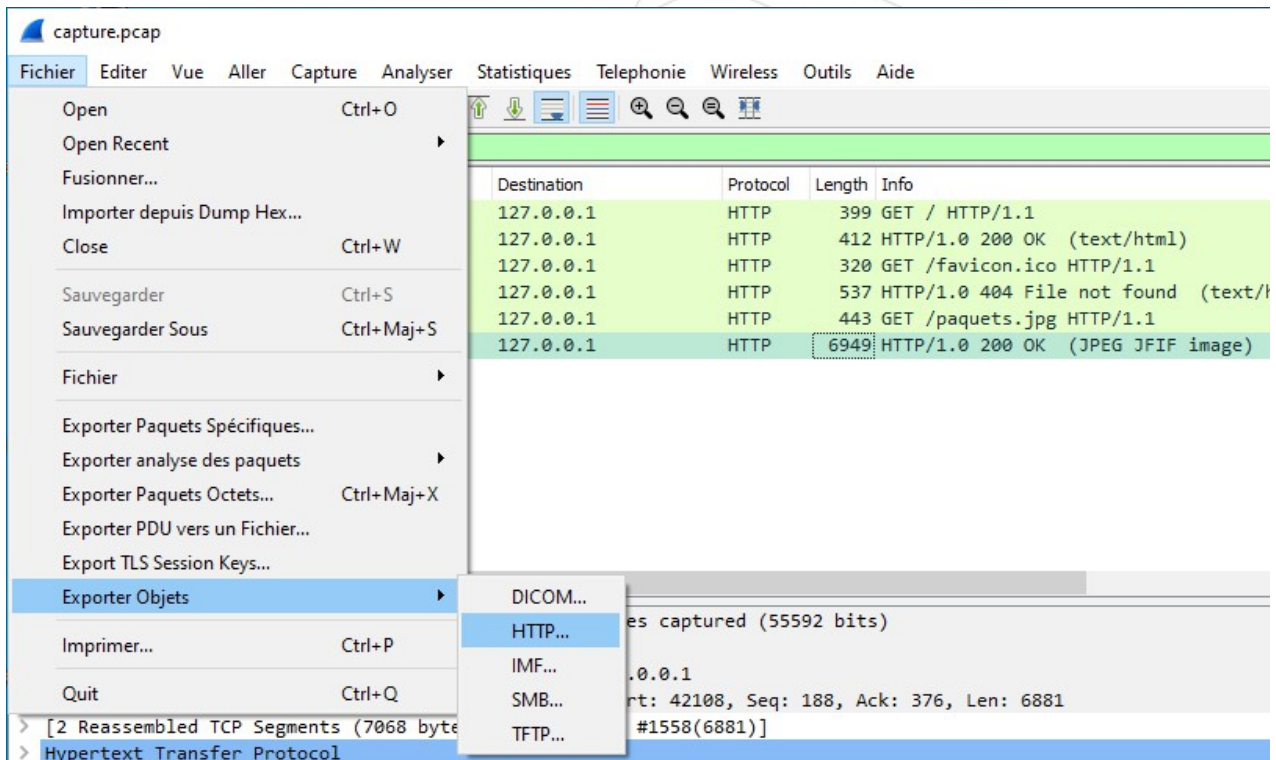 capture.pcap
Fichier Editer Vue Aller Capture Analyser Statistiques Telephonie Wireless Outils Aide
Open Ctrl+O
Open Recent
Fusionner...
Importer depuis Dump Hex...
Close Ctrl+W
Sauvegarder Ctrl+S
Sauvegarder Sous Ctrl+Maj+S
Fichier
Exporter Paquets Spécifiques...
Exporter analyse des paquets
Exporter Paquets Octets... Ctrl+Maj+X
Exporter PDU vers un Fichier...
Export TLS Session Keys...
Exporter Objets
Imprimer... Ctrl+P
Quit Ctrl+Q
DICOM...
HTTP...
IMF...
SMB...
TFTP...
Destination Protocol Length Info
127.0.0.1 HTTP 399 GET / HTTP/1.1
127.0.0.1 HTTP 412 HTTP/1.0 200 OK (text/html)
127.0.0.1 HTTP 320 GET /favicon.ico HTTP/1.1
127.0.0.1 HTTP 537 HTTP/1.0 404 File not found (text/h
127.0.0.1 HTTP 443 GET /paquets.jpg HTTP/1.1
127.0.0.1 HTTP 6949 HTTP/1.0 200 OK (JPEG JFIF image)
es captured (55592 bits)
.0.0.1
rt: 42108, Seq: 188, Ack: 376, Len: 6881
> [2 Reassembled TCP Segments (7068 byte #1558(6881)]
> Hypertext Transfer Protocol